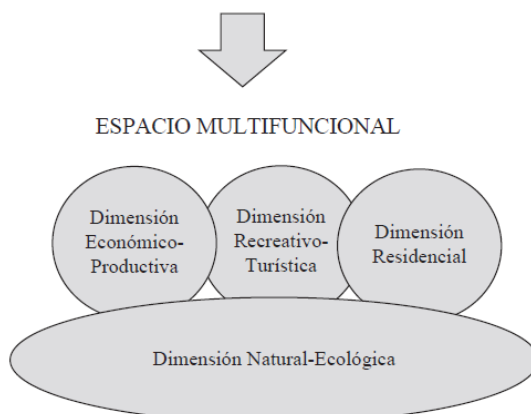 ESPACIO MULTIFUNCIONAL
Dimensión
Económico-
Productiva
Dimensión
Recreativo-
Turística
Dimensión
Residencial
Dimensión Natural-Ecológica